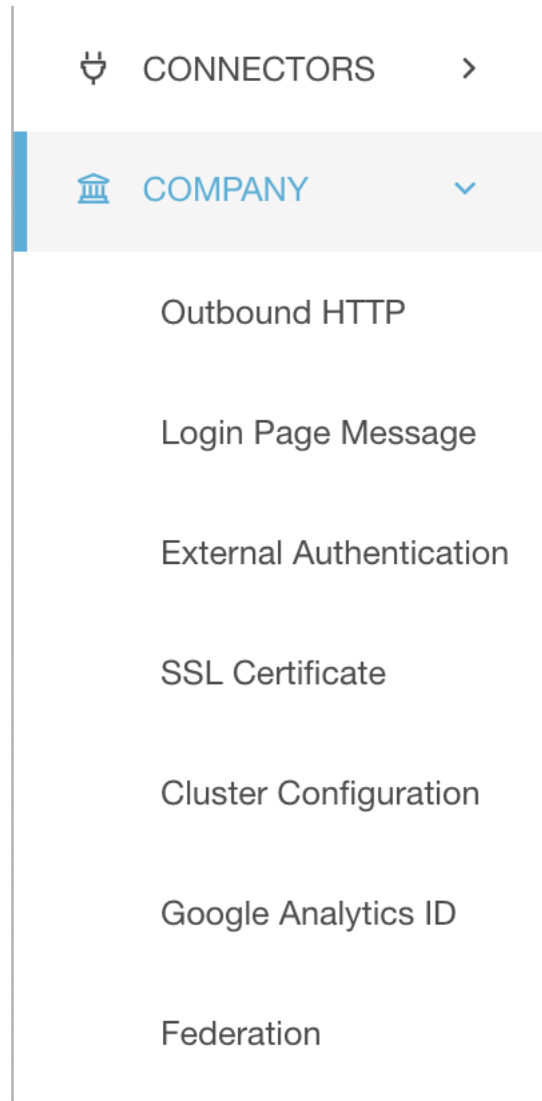 CONNECTORS
COMPANY
Outbound HTTP
Login Page Message
External Authentication
SSL Certificate
Cluster Configuration
Google Analytics ID
Federation